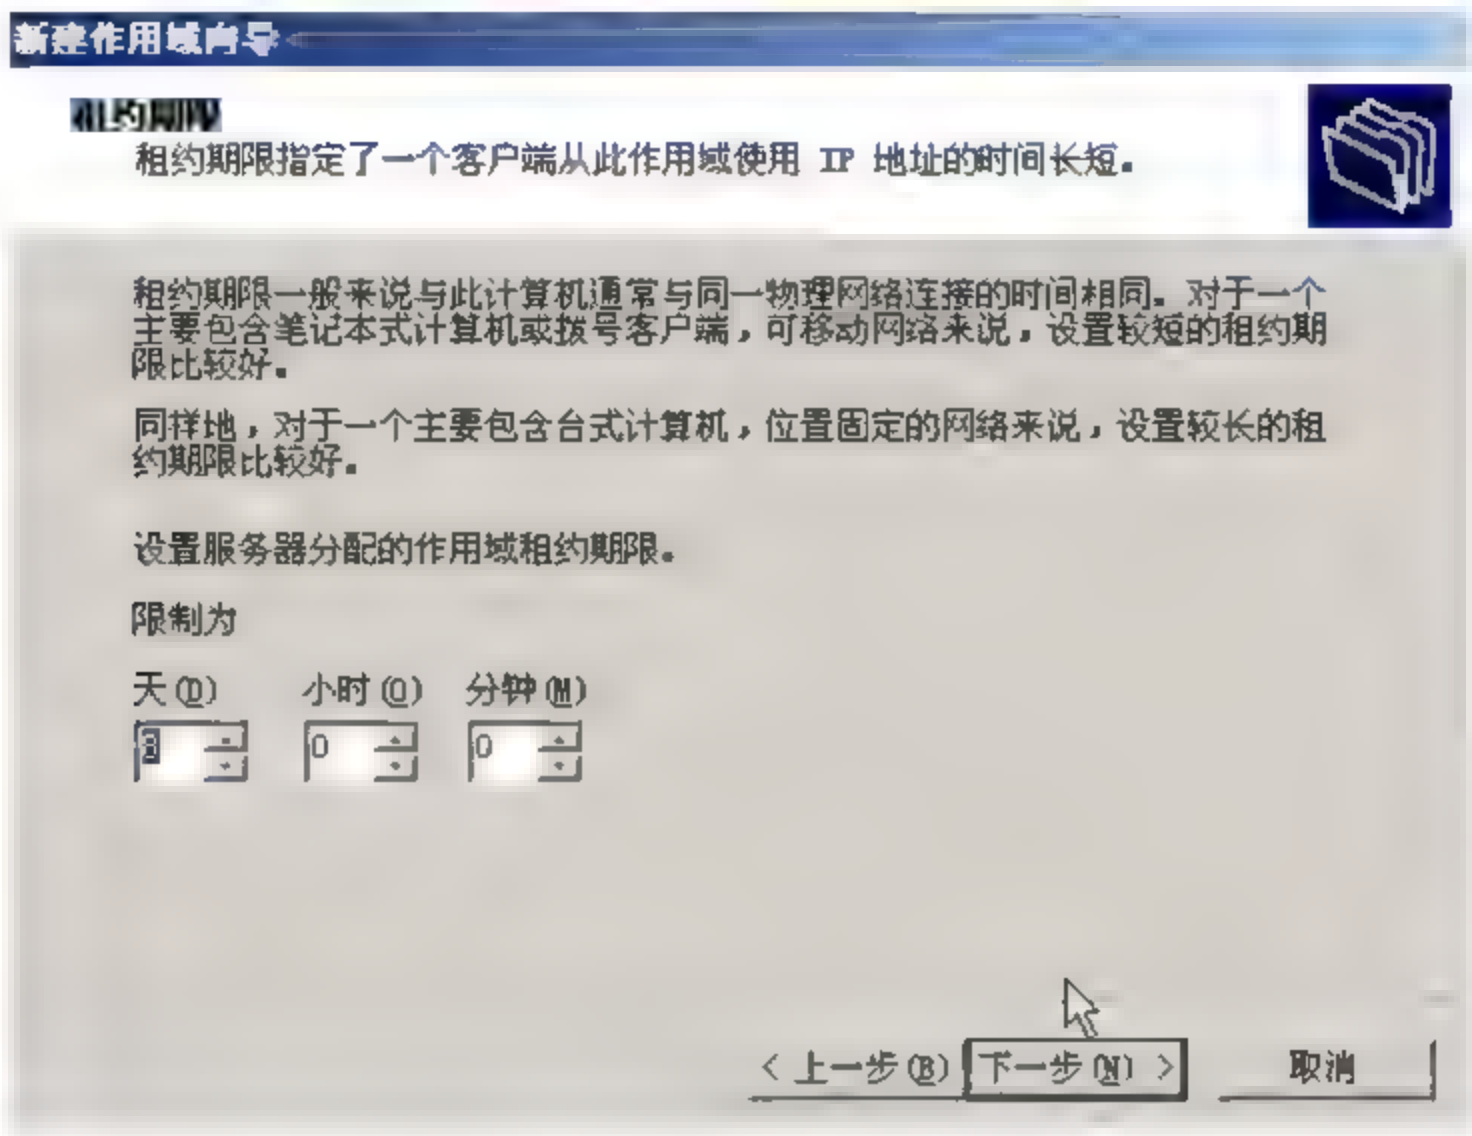 新建作用域向导
租约期限
租约期限指定了一个客户端从此作用域使用 IP 地址的时间长短。
租约期限一般来说与此计算机通常与同一物理网络连接的时间相同。对于一个
主要包含笔记本式计算机或拨号客户端，可移动网络来说，设置较短的租约期
限比较好。
同样地，对于一个主要包含台式计算机，位置固定的网络来说，设置较长的租
约期限比较好。
设置服务器分配的作用域租约期限。
限制为
天(D) 小时(O) 分钟(M)
8 0 0
< 上一步(B) 下一步(N) > 取消